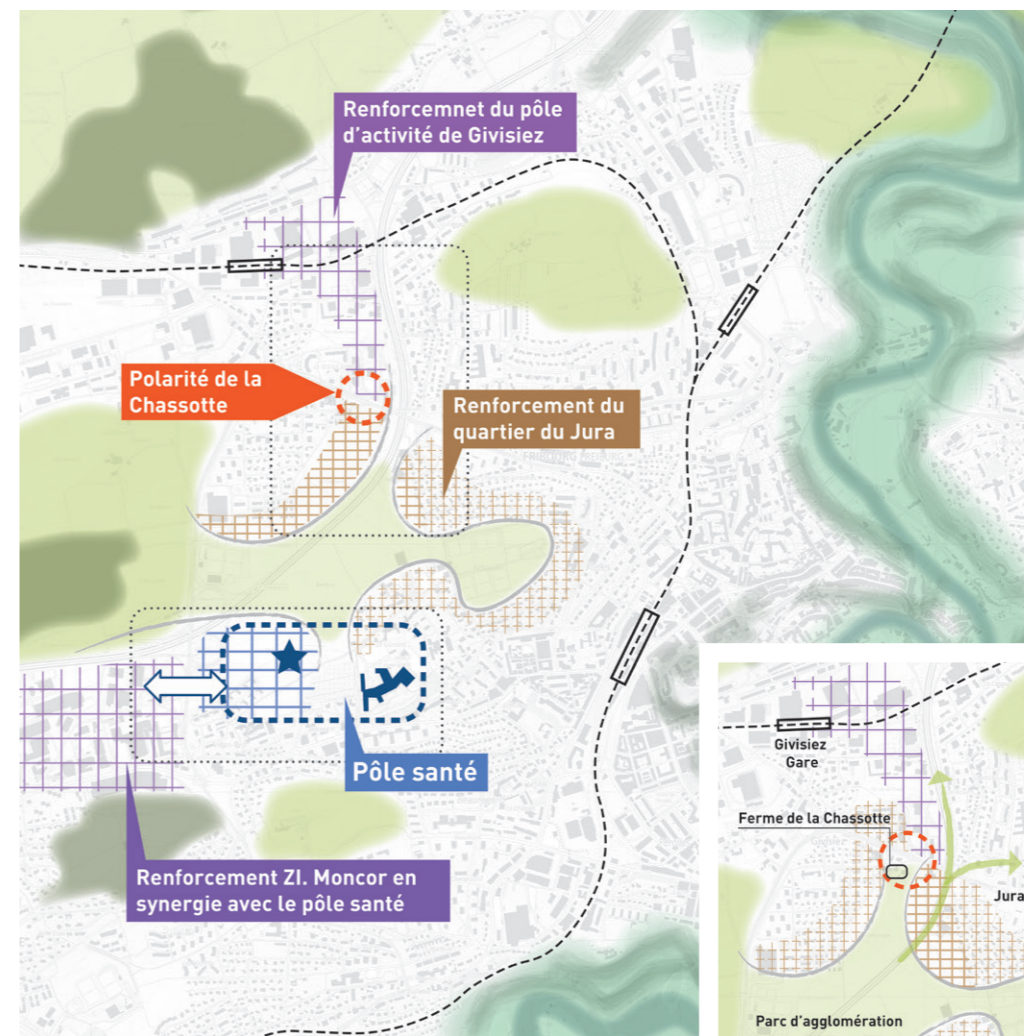 Renforcemnet du pôle
d'activité de Givisiez
Polarité de la
Chassotte
Renforcement du
quartier du Jura
Pôle santé
Renforcement ZI. Moncor en
synergie avec le pôle santé
Givisiez
Gare
Ferme de la Chassotte
Jura
Parc d'agglomération